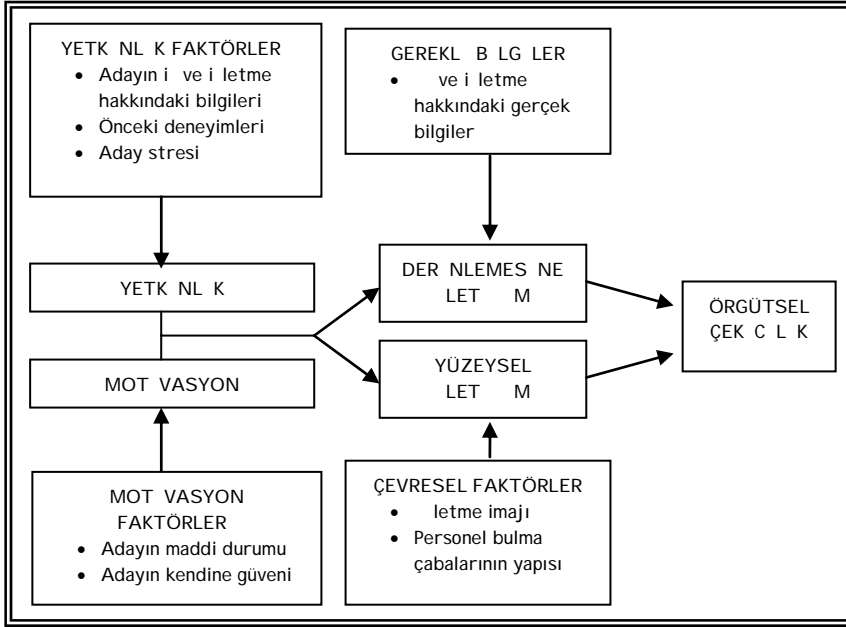 YETK NL K FAKTÖRLER
• Adayın i ve i letme
hakkındaki bilgileri
• Önceki deneyimleri
• Aday stresi
GEREKL B LG LER
• ve i letme
hakkındaki gerçek
bilgiler
YETK NL K
MOT VASYON
DER NLEMES NE
LET M
YÜZEYSEL
LET M
ÖRGÜTSEL
ÇEK C L K
MOT VASYON
FAKTÖRLER
• Adayın maddi durumu
• Adayın kendine güveni
ÇEVRESEL FAKTÖRLER
• letme imajı
• Personel bulma
çabalarının yapısı